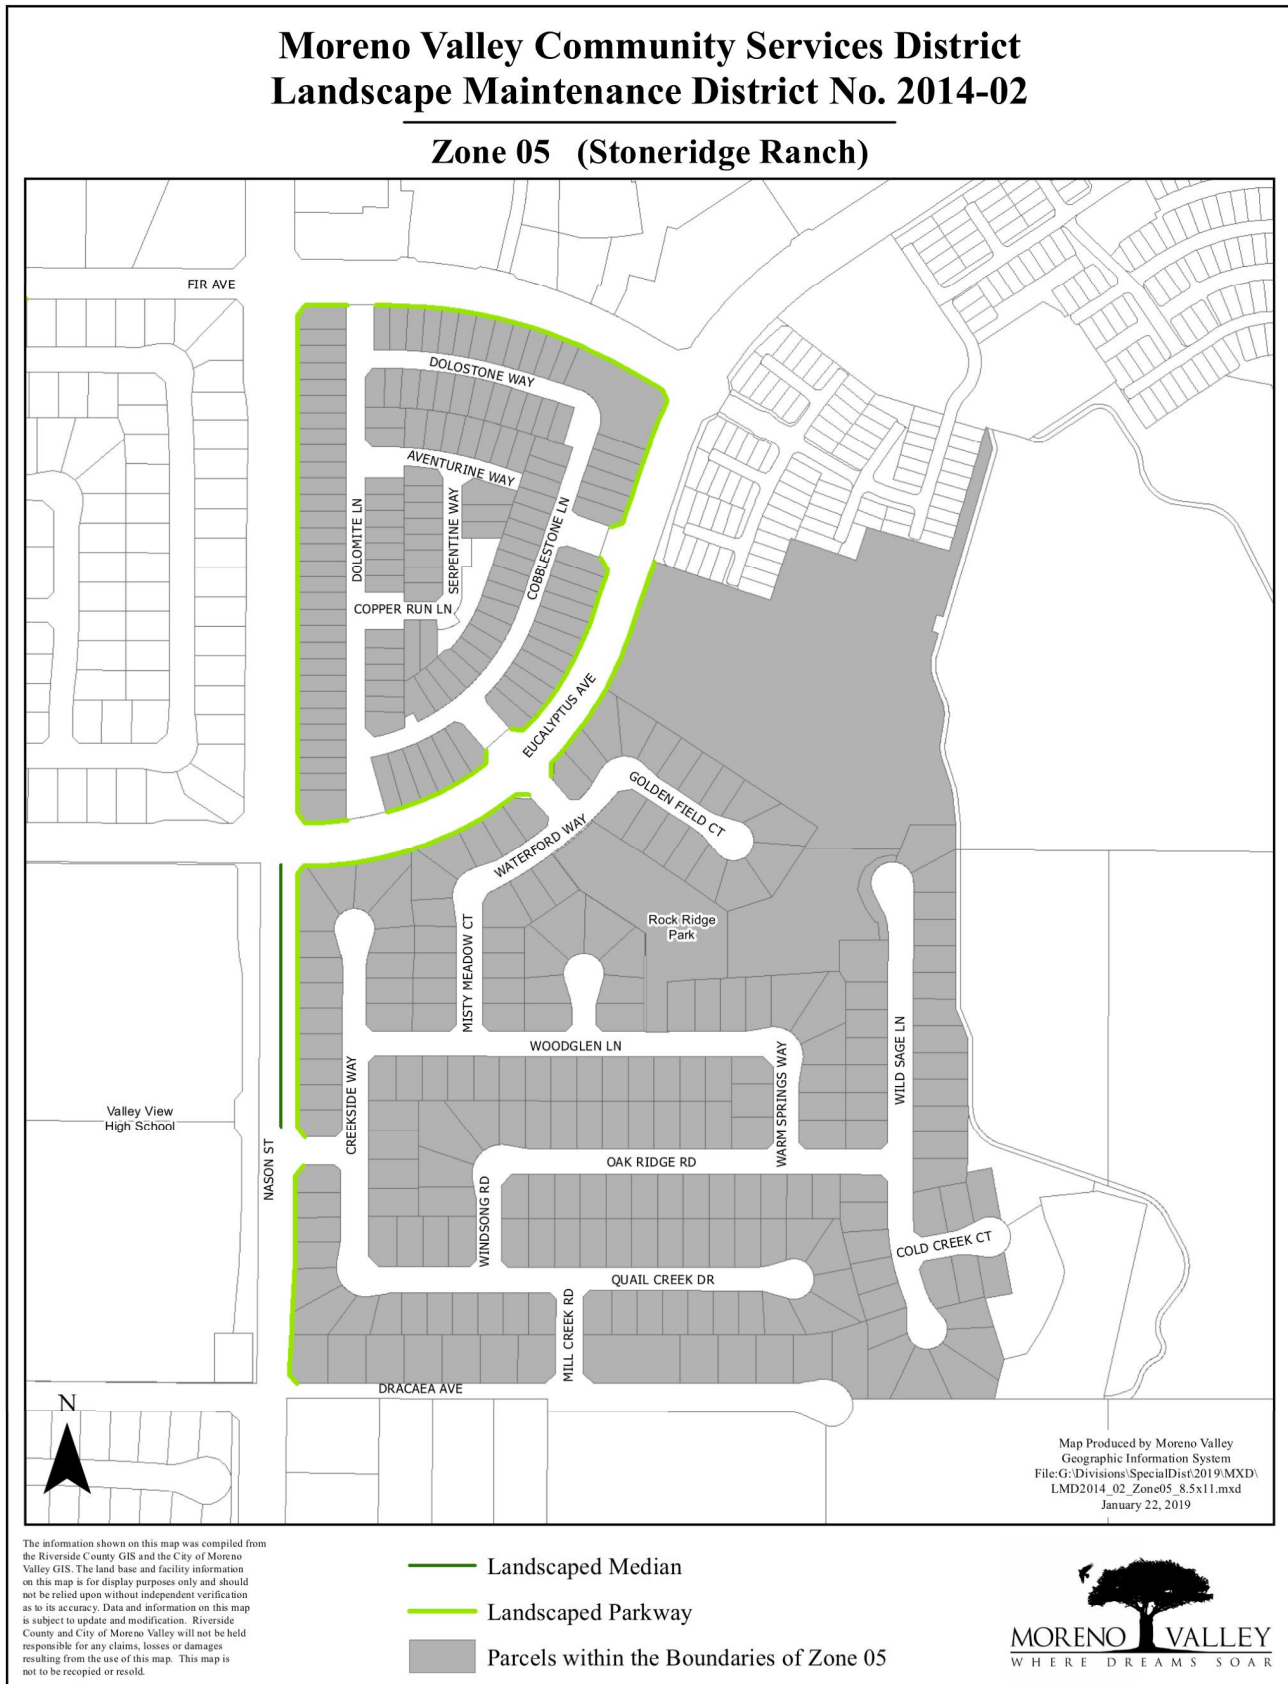 Moreno Valley Community Services District
Landscape Maintenance District No. 2014-02
Zone 05 (Stoneridge Ranch)
FIR AVE
DOLOSTONE WAY
AVENTURINE WAY
DOLOMITE LN
SERPENTINE WAY
COBBLESTONE LN
COPPER RUN LN
EUCALYPTUS AVE
GOLDEN FIELD CT
WATERFORD WAY
Rock Ridge
Park
MISTY MEADOW CT
WOODGLEN LN
WILD SAGE LN
CREEKSIDE WAY
WARM SPRINGS WAY
Valley View
High School
NASON ST
OAK RIDGE RD
WINDSONG RD
COLD CREEK CT
QUAIL CREEK DR
MILL CREEK RD
DRACAEA AVE
N
Map Produced by Moreno Valley
Geographic Information System
File:G:\Divisions\SpecialDist\2019\MXD\
LMD2014_02_Zone05_8.5x11.mxd
January 22, 2019
The information shown on this map was compiled from
the Riverside County GIS and the City of Moreno
Valley GIS. The land base and facility information
on this map is for display purposes only and should
not be relied upon without independent verification
as to its accuracy. Data and information on this map
is subject to update and modification. Riverside
County and City of Moreno Valley will not be held
responsible for any claims, losses or damages
resulting from the use of this map. This map is
not to be recopied or resold.
Landscaped Median
Landscaped Parkway
Parcels within the Boundaries of Zone 05
MORENO VALLEY
WHERE DREAMS SOAR